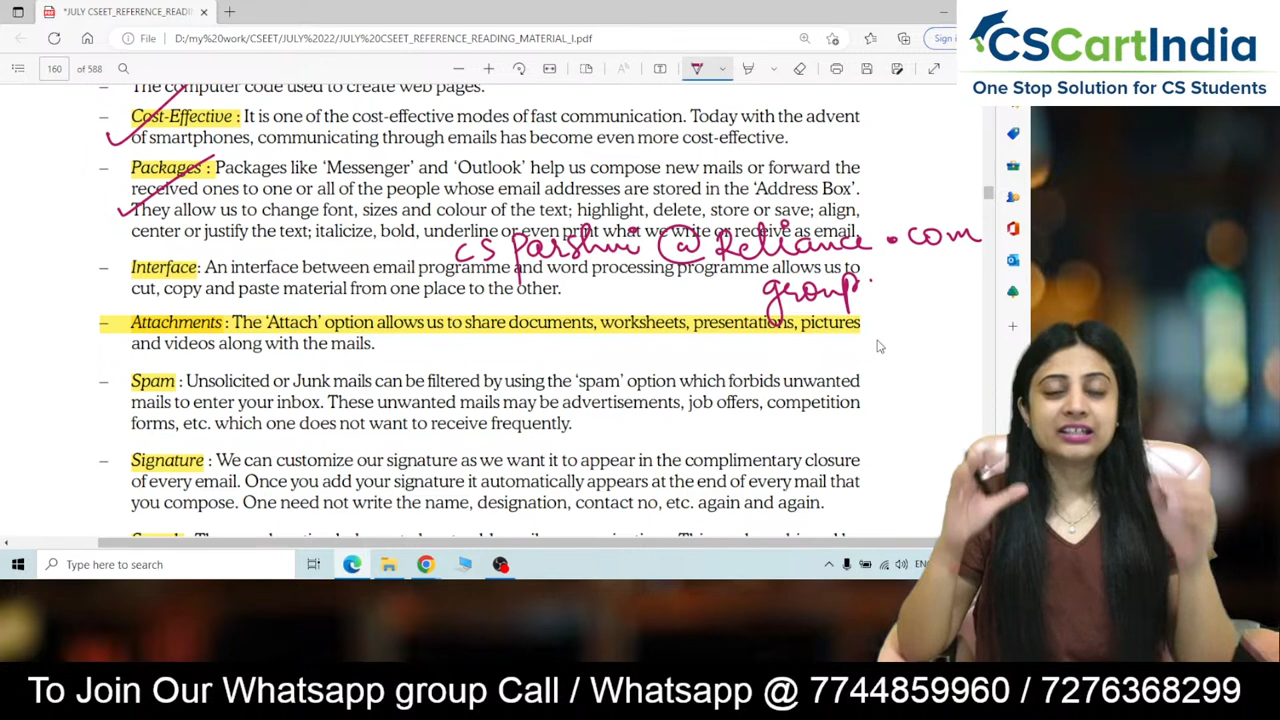 *JULY CSEET_REFERENCE_READING
File
D:/my%20work/CSEET/JULY%202022/JULY%20CSEET_REFERENCE_READING_MATERIAL_I.pdf
Sign i
160 of 588
CSCartIndia
One Stop Solution for CS Students
The computer code used to create web pages.
– Cost-Effective : It is one of the cost-effective modes of fast communication. Today with the advent
of smartphones, communicating through emails has become even more cost-effective.
– Packages : Packages like ‘Messenger’ and ‘Outlook’ help us compose new mails or forward the
received ones to one or all of the people whose email addresses are stored in the ‘Address Box’.
They allow us to change font, sizes and colour of the text; highlight, delete, store or save; align,
center or justify the text; italicize, bold, underline or even print what we write or receive as email.
cs Parshwi @ Reliance . com
group.
– Interface: An interface between email programme and word processing programme allows us to
cut, copy and paste material from one place to the other.
– Attachments : The ‘Attach’ option allows us to share documents, worksheets, presentations, pictures
and videos along with the mails.
– Spam : Unsolicited or Junk mails can be filtered by using the ‘spam’ option which forbids unwanted
mails to enter your inbox. These unwanted mails may be advertisements, job offers, competition
forms, etc. which one does not want to receive frequently.
– Signature : We can customize our signature as we want it to appear in the complimentary closure
of every email. Once you add your signature it automatically appears at the end of every mail that
you compose. One need not write the name, designation, contact no, etc. again and again.
Type here to search
To Join Our Whatsapp group Call / Whatsapp @ 7744859960 / 7276368299